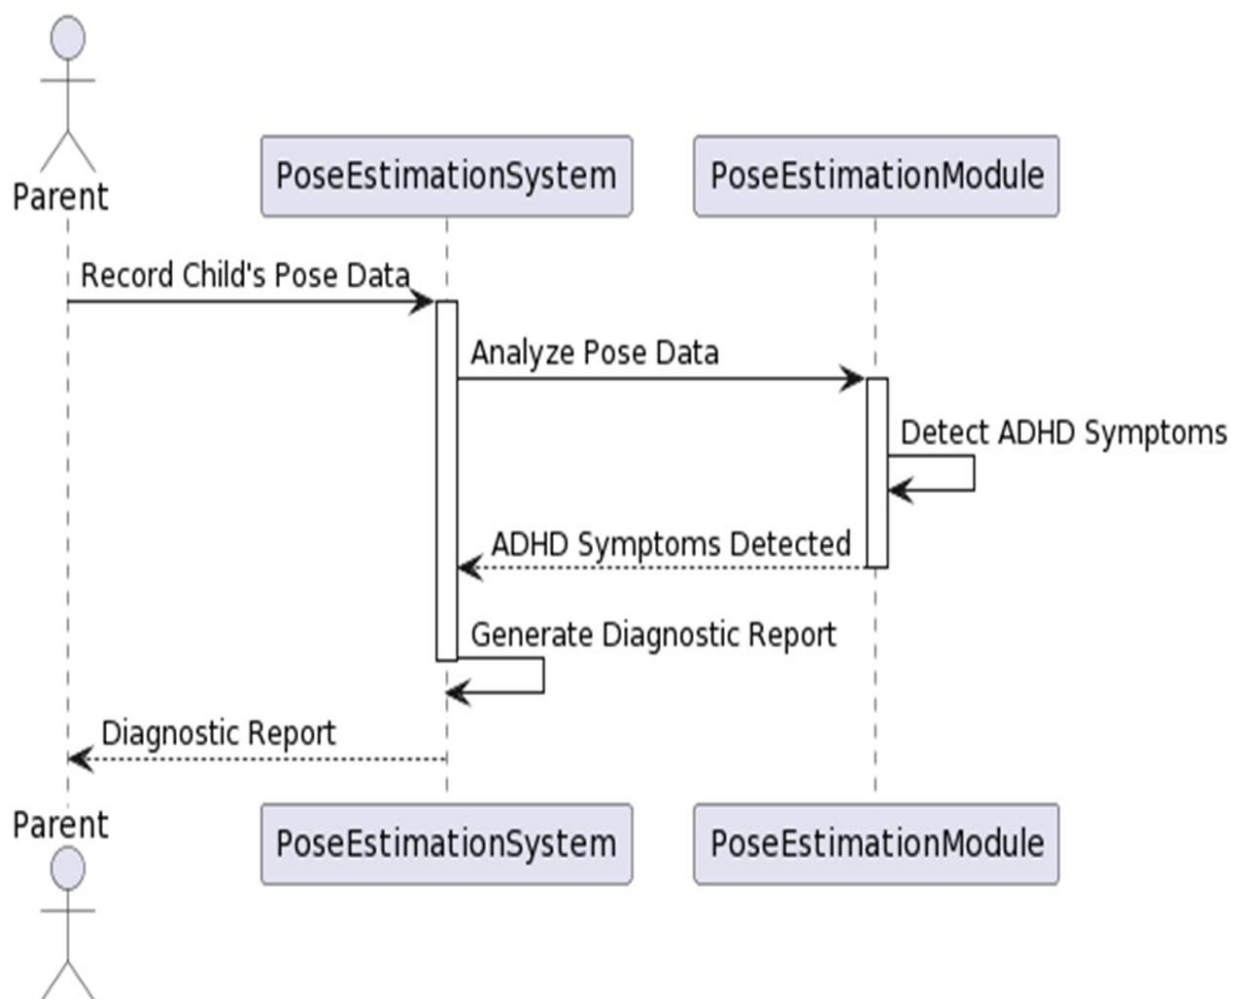 Parent
PoseEstimationSystem
PoseEstimationModule
Record Child's Pose Data
Analyze Pose Data
Detect ADHD Symptoms
ADHD Symptoms Detected
Generate Diagnostic Report
Diagnostic Report
Parent
PoseEstimationSystem
PoseEstimationModule